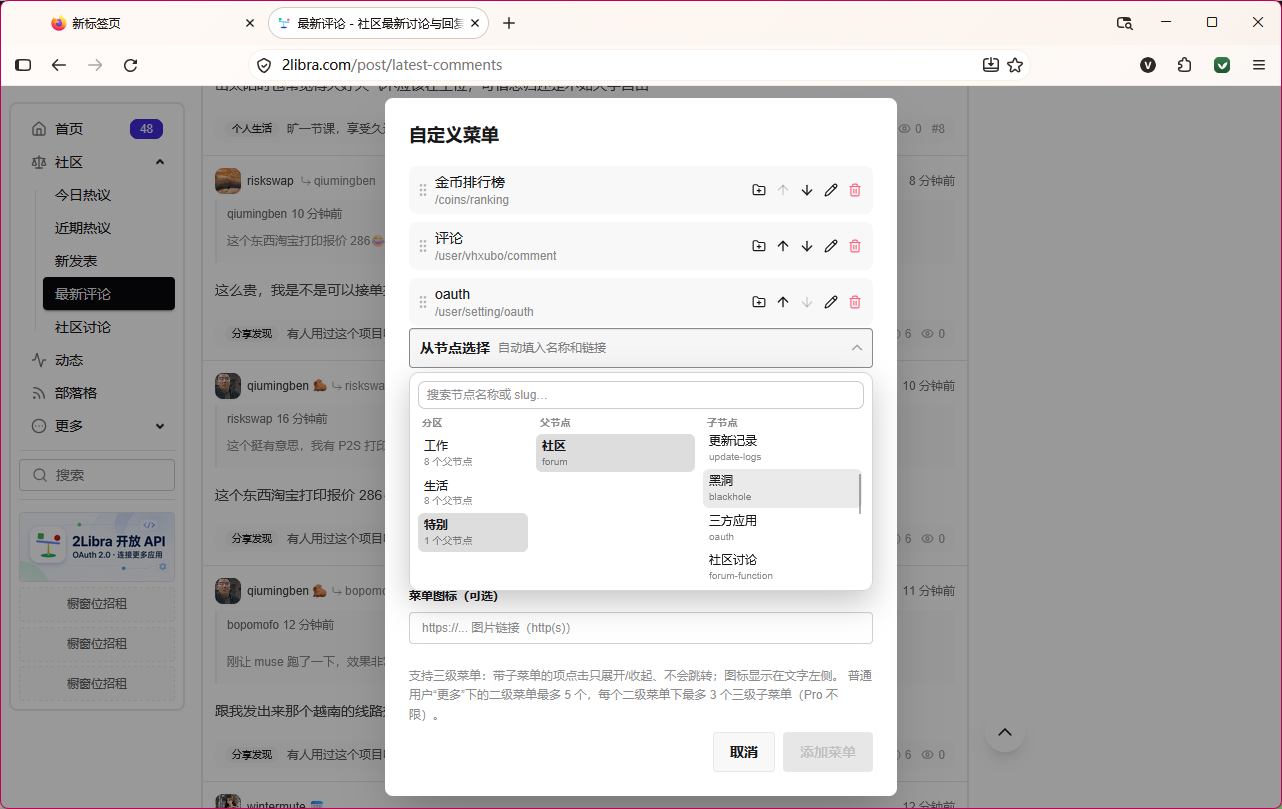 新标签页
最新评论 - 社区最新讨论与回复
2libra.com/post/latest-comments
首页
48
社区
今日热议
近期热议
新发表
最新评论
社区讨论
动态
部落格
更多
搜索
2Libra 开放 API
OAuth 2.0 · 连接更多应用
橱窗位招租
橱窗位招租
橱窗位招租
个人生活
旷一节课，享受久违
0 #8
riskswap
qiumingben
8 分钟前
qiumingben 10 分钟前
这个东西淘宝打印报价 286
这么贵，我是不是可以接单
分享发现
有人用过这个项目
6
0
qiumingben
riskswa
10 分钟前
riskswap 16 分钟前
这个挺有意思，我有 P2S 打印
这个东西淘宝打印报价 286
分享发现
有人用过这个项目
6
0
qiumingben
bopomo
11 分钟前
bopomofo 12 分钟前
刚让 muse 跑了一下，效果非
跟我发出来那个越南的线路
分享发现
有人用过这个项目
6
0
wintermute
12 分钟前
自定义菜单
金币排行榜
/coins/ranking
评论
/user/vhxubo/comment
oauth
/user/setting/oauth
从节点选择 自动填入名称和链接
搜索节点名称或 slug...
分区
父节点
子节点
工作
8 个父节点
生活
8 个父节点
特别
1 个父节点
社区
forum
更新记录
update-logs
黑洞
blackhole
三方应用
oauth
社区讨论
forum-function
菜单图标（可选）
https://... 图片链接（http(s)）
支持三级菜单：带子菜单的项点击只展开/收起、不会跳转；图标显示在文字左侧。 普通
用户“更多”下的二级菜单最多 5 个，每个二级菜单下最多 3 个三级子菜单（Pro 不
限）。
取消
添加菜单